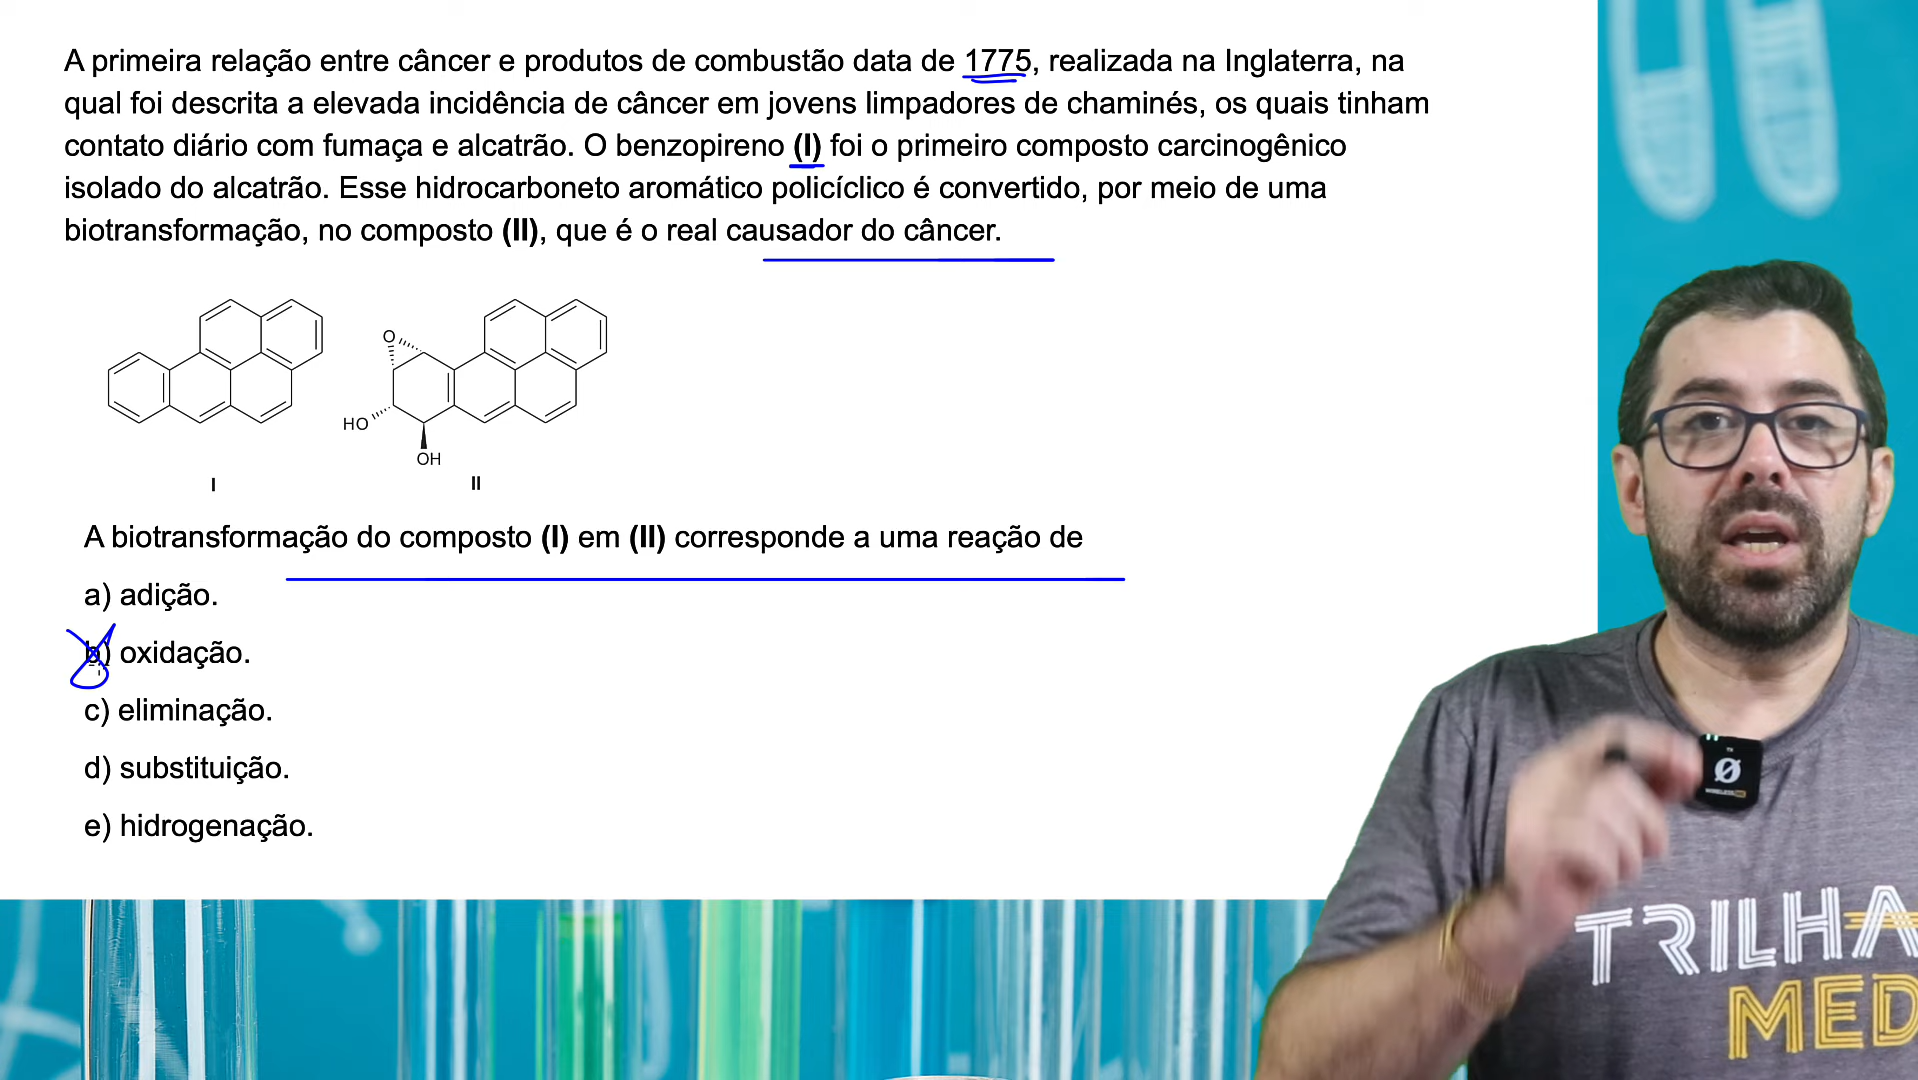 A primeira relação entre câncer e produtos de combustão data de 1775, realizada na Inglaterra, na
qual foi descrita a elevada incidência de câncer em jovens limpadores de chaminés, os quais tinham
contato diário com fumaça e alcatrão. O benzopireno (I) foi o primeiro composto carcinogênico
isolado do alcatrão. Esse hidrocarboneto aromático policíclico é convertido, por meio de uma
biotransformação, no composto (II), que é o real causador do câncer.
O
HO
OH
I
II
A biotransformação do composto (I) em (II) corresponde a uma reação de
a) adição.
b) oxidação.
c) eliminação.
d) substituição.
e) hidrogenação.
TX
WIRELESS
TRILHA
MED